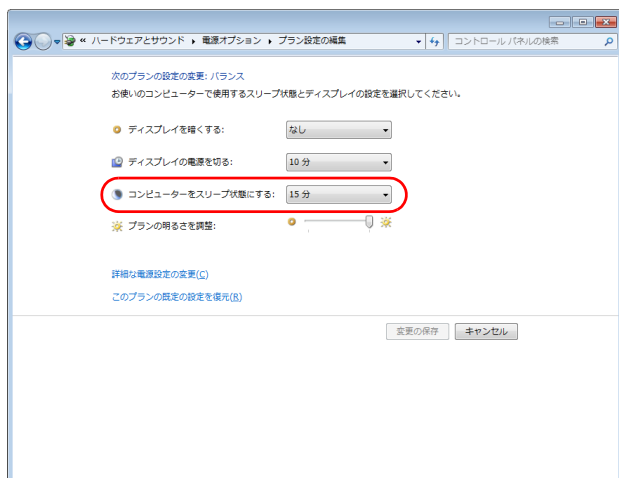 « ハードウェアとサウンド ▸ 電源オプション ▸ プラン設定の編集
コントロール パネルの検索
次のプランの設定の変更: バランス
お使いのコンピューターで使用するスリープ状態とディスプレイの設定を選択してください。
ディスプレイを暗くする: なし
ディスプレイの電源を切る: 10 分
コンピューターをスリープ状態にする: 15 分
プランの明るさを調整:
詳細な電源設定の変更(C)
このプランの既定の設定を復元(R)
変更の保存 キャンセル